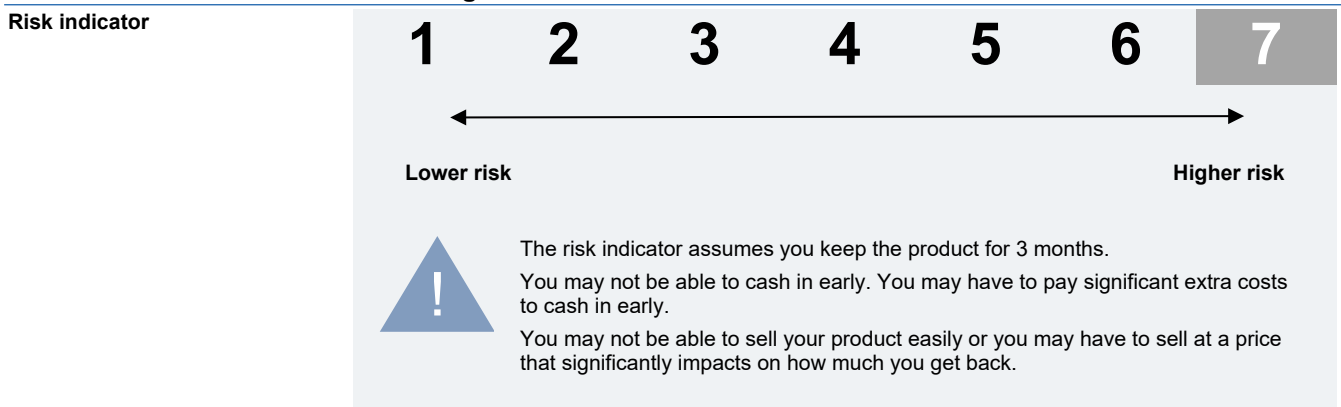 Risk indicator
1 2 3 4 5 6 7
Lower risk Higher risk
!
The risk indicator assumes you keep the product for 3 months.
You may not be able to cash in early. You may have to pay significant extra costs
to cash in early.
You may not be able to sell your product easily or you may have to sell at a price
that significantly impacts on how much you get back.